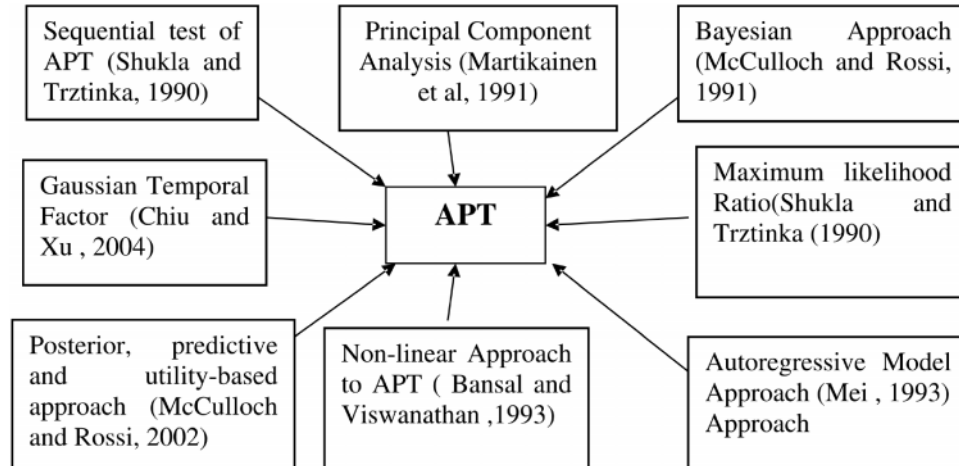 Sequential test of
APT (Shukla and
Trztinka, 1990)
Principal Component
Analysis (Martikainen
et al, 1991)
Bayesian Approach
(McCulloch and Rossi,
1991)
Gaussian Temporal
Factor (Chiu and
Xu , 2004)
APT
Maximum likelihood
Ratio(Shukla and
Trztinka (1990)
Posterior, predictive
and utility-based
approach (McCulloch
and Rossi, 2002)
Non-linear Approach
to APT ( Bansal and
Viswanathan ,1993)
Autoregressive Model
Approach (Mei , 1993)
Approach